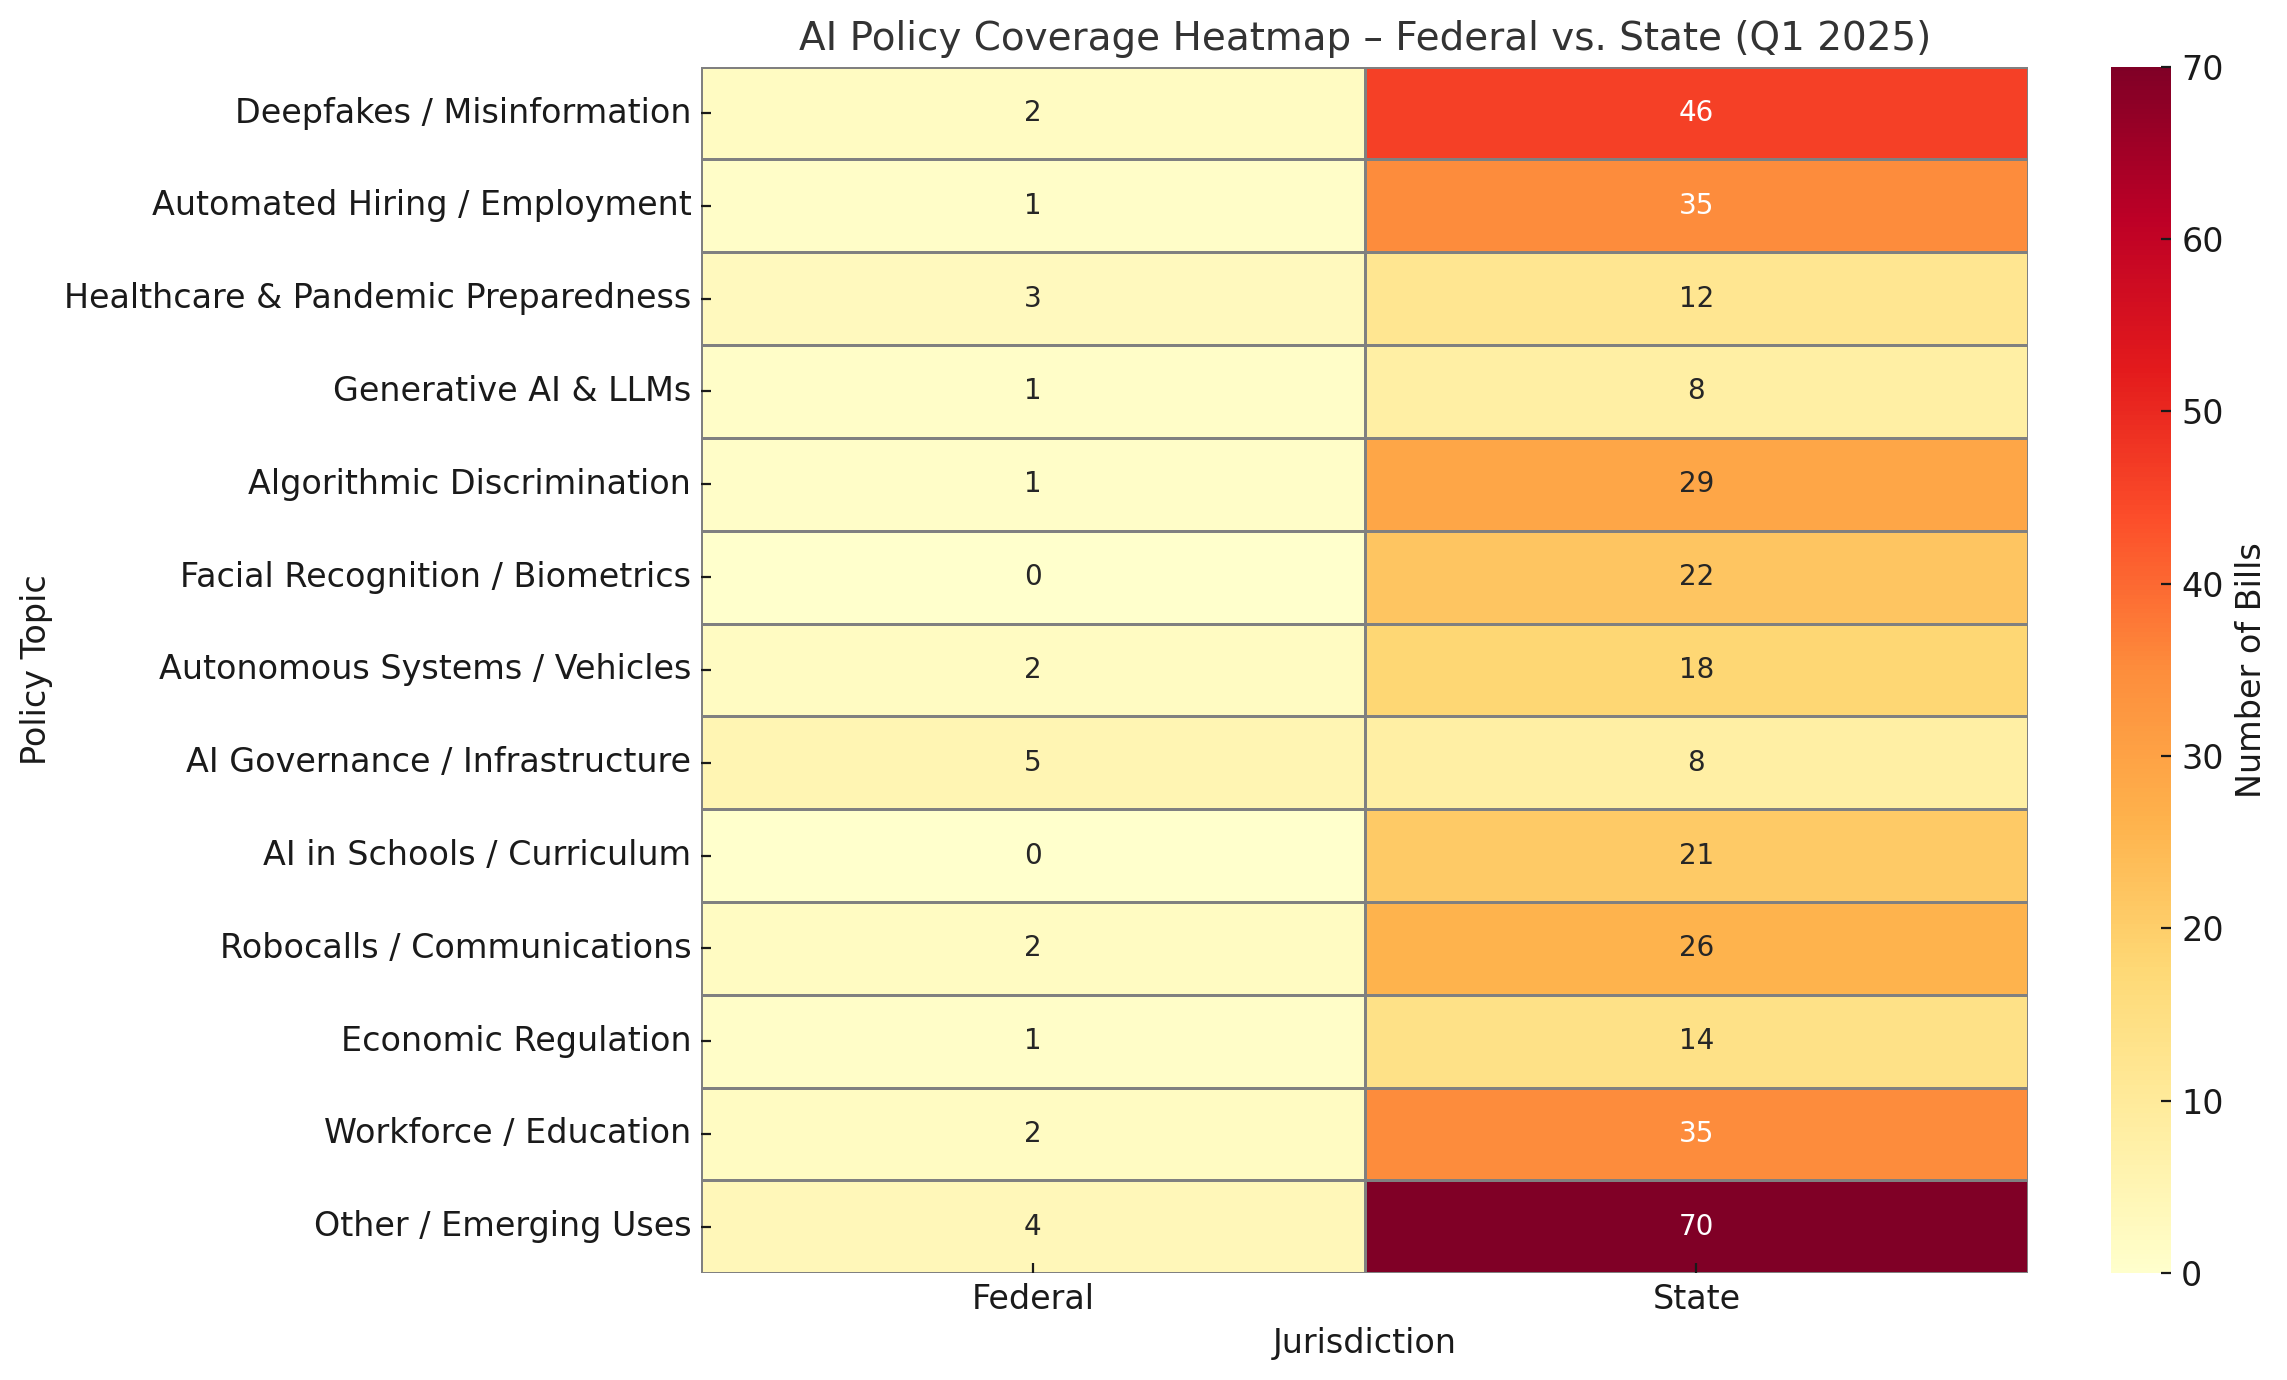 AI Policy Coverage Heatmap – Federal vs. State (Q1 2025)
Policy Topic
Deepfakes / Misinformation 2 46
Automated Hiring / Employment 1 35
Healthcare & Pandemic Preparedness 3 12
Generative AI & LLMs 1 8
Algorithmic Discrimination 1 29
Facial Recognition / Biometrics 0 22
Autonomous Systems / Vehicles 2 18
AI Governance / Infrastructure 5 8
AI in Schools / Curriculum 0 21
Robocalls / Communications 2 26
Economic Regulation 1 14
Workforce / Education 2 35
Other / Emerging Uses 4 70
Federal State
Jurisdiction
70
60
50
40
30
20
10
0
Number of Bills